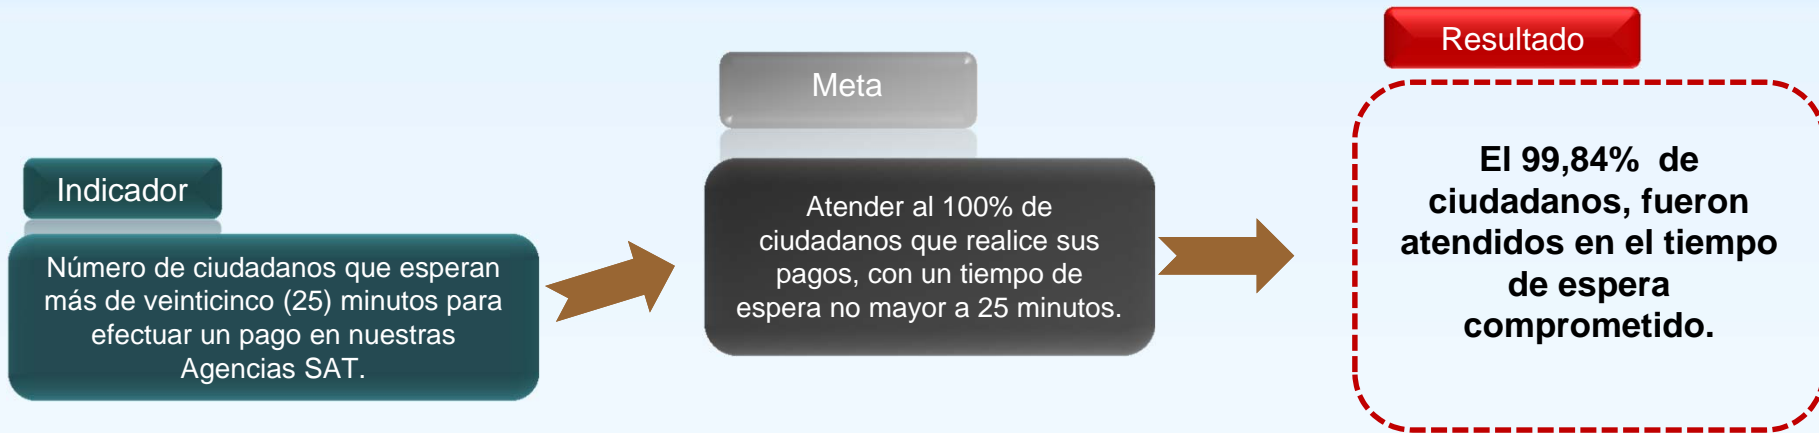 Indicador
Número de ciudadanos que esperan
más de veinticinco (25) minutos para
efectuar un pago en nuestras
Agencias SAT.
Meta
Atender al 100% de
ciudadanos que realice sus
pagos, con un tiempo de
espera no mayor a 25 minutos.
Resultado
El 99,84% de
ciudadanos, fueron
atendidos en el tiempo
de espera
comprometido.